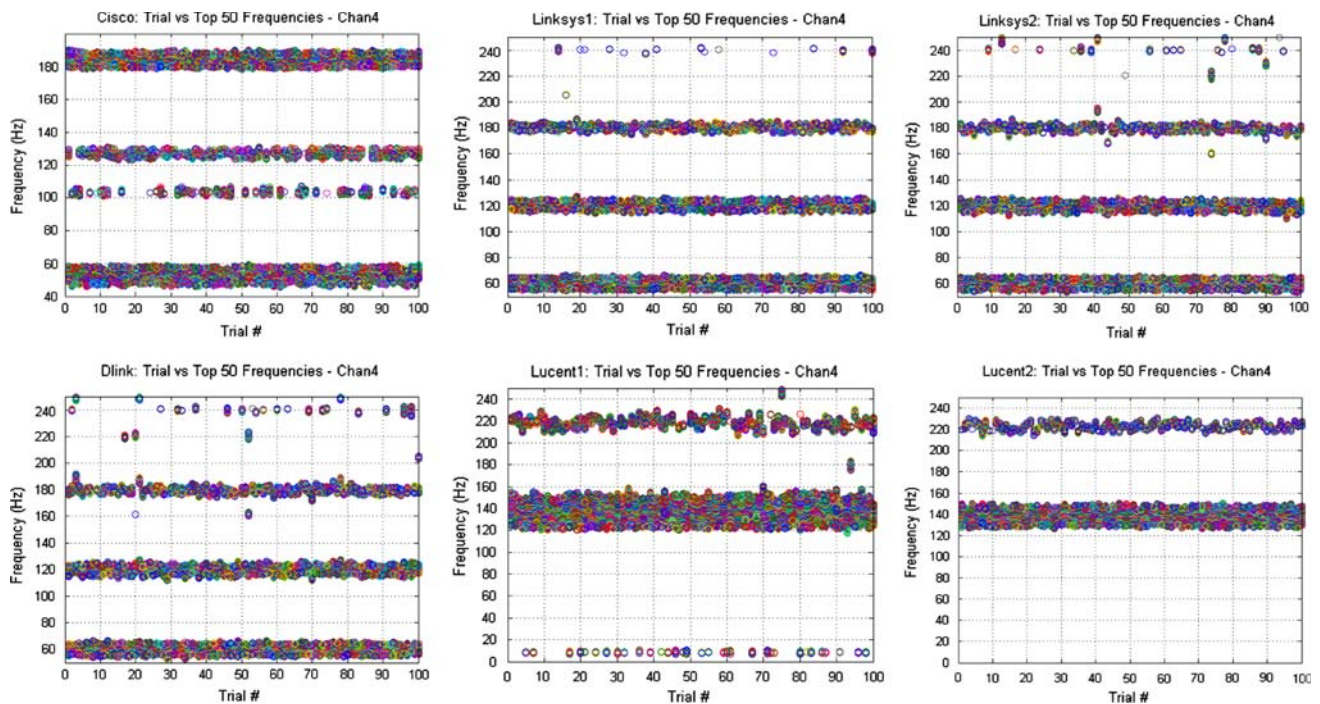 Cisco: Trial vs Top 50 Frequencies - Chan4
Frequency (Hz)
180
160
140
120
100
80
60
40
0 10 20 30 40 50 60 70 80 90 100
Trial #
Linksys1: Trial vs Top 50 Frequencies - Chan4
Frequency (Hz)
240
220
200
180
160
140
120
100
80
60
0 10 20 30 40 50 60 70 80 90 100
Trial #
Linksys2: Trial vs Top 50 Frequencies - Chan4
Frequency (Hz)
240
220
200
180
160
140
120
100
80
60
0 10 20 30 40 50 60 70 80 90 100
Trial #
Dlink: Trial vs Top 50 Frequencies - Chan4
Frequency (Hz)
240
220
200
180
160
140
120
100
80
60
0 10 20 30 40 50 60 70 80 90 100
Trial #
Lucent1: Trial vs Top 50 Frequencies - Chan4
Frequency (Hz)
240
220
200
180
160
140
120
100
80
60
40
20
0
0 10 20 30 40 50 60 70 80 90 100
Trial #
Lucent2: Trial vs Top 50 Frequencies - Chan4
Frequency (Hz)
240
220
200
180
160
140
120
100
80
60
40
20
0
0 10 20 30 40 50 60 70 80 90 100
Trial #